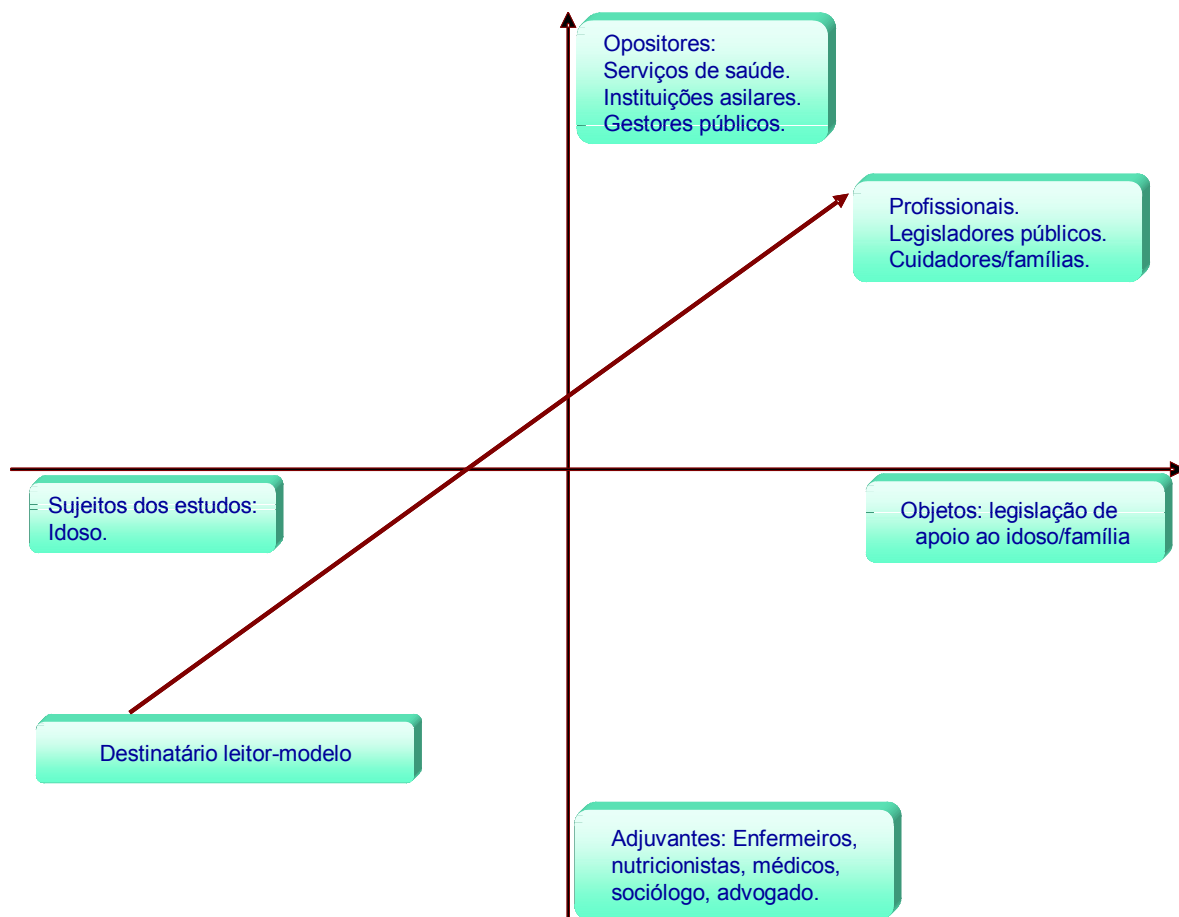 Opositores:
Serviços de saúde.
Instituições asilares.
Gestores públicos.
Profissionais.
Legisladores públicos.
Cuidadores/famílias.
Sujeitos dos estudos:
Idoso.
Objetos: legislação de
apoio ao idoso/família
Destinatário leitor-modelo
Adjuvantes: Enfermeiros,
nutricionistas, médicos,
sociólogo, advogado.